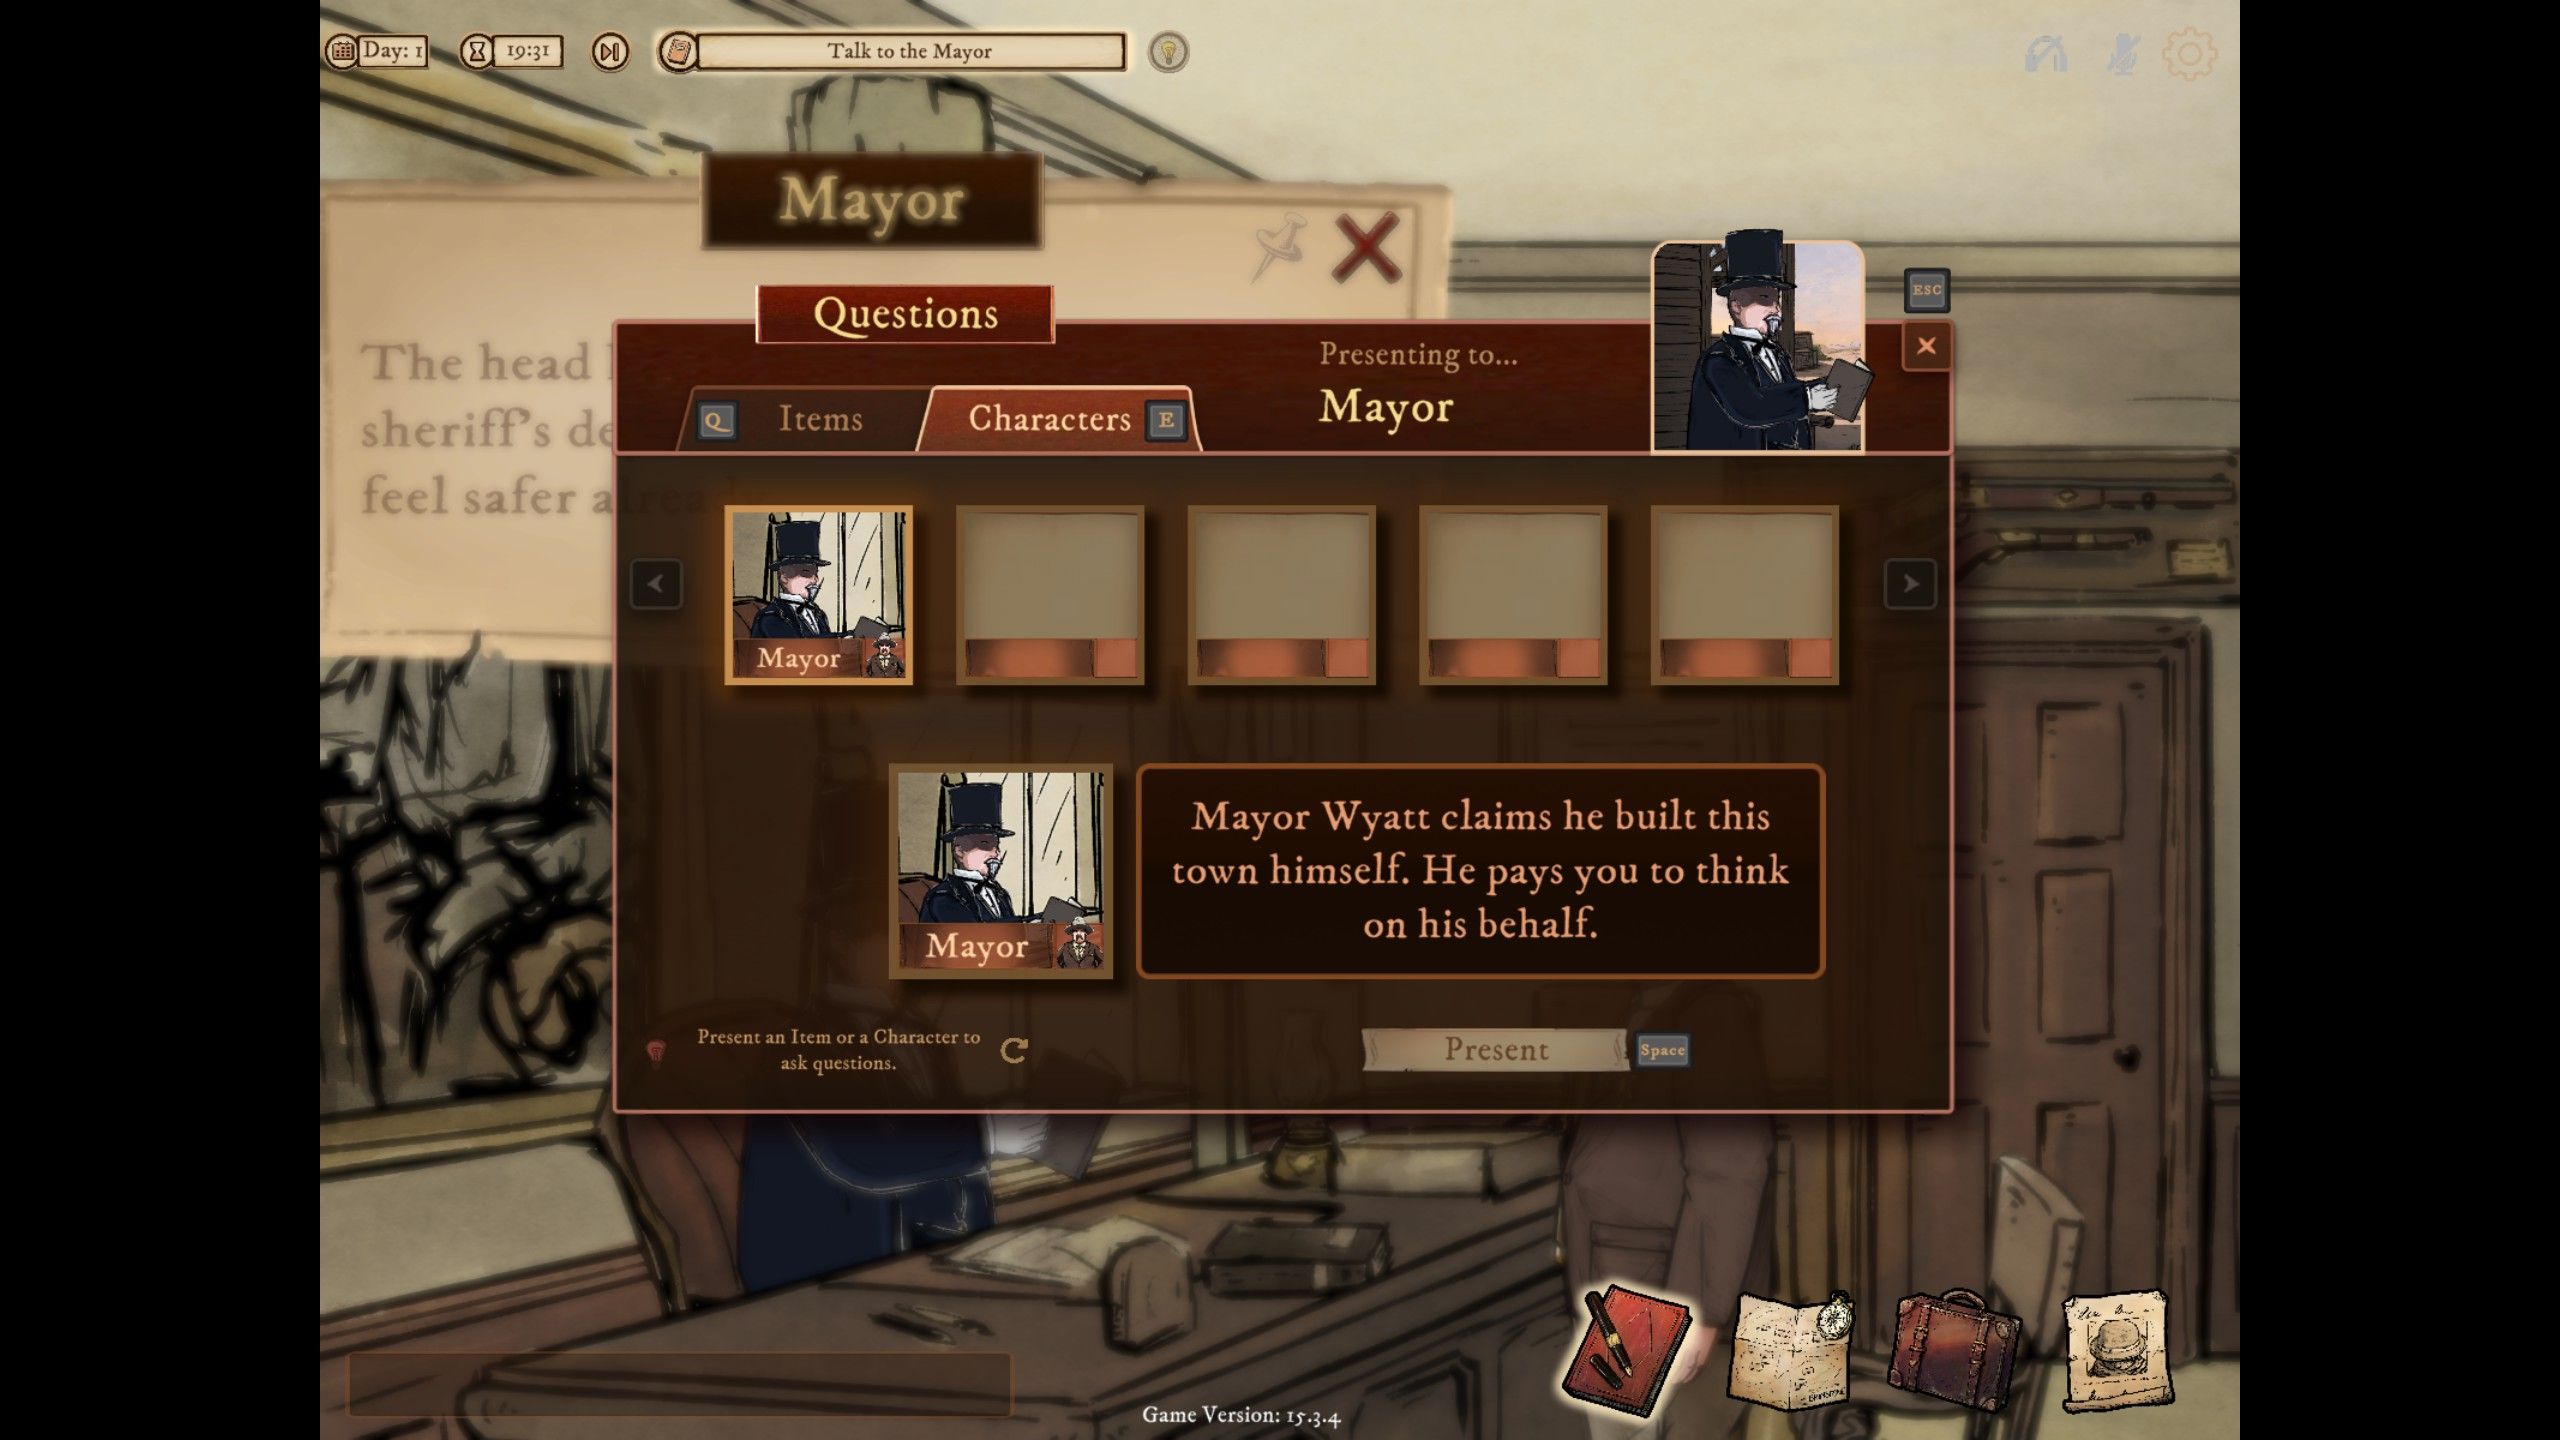 Day: 1
19:31
Talk to the Mayor
Mayor
The head
sheriff's de
feel safer already
Questions
ESC
Presenting to...
Mayor
Q
Items
Characters
E
Mayor
Mayor
Mayor Wyatt claims he built this
town himself. He pays you to think
on his behalf.
Present an Item or a Character to
ask questions.
Present
Space
Game Version: 15.3.4